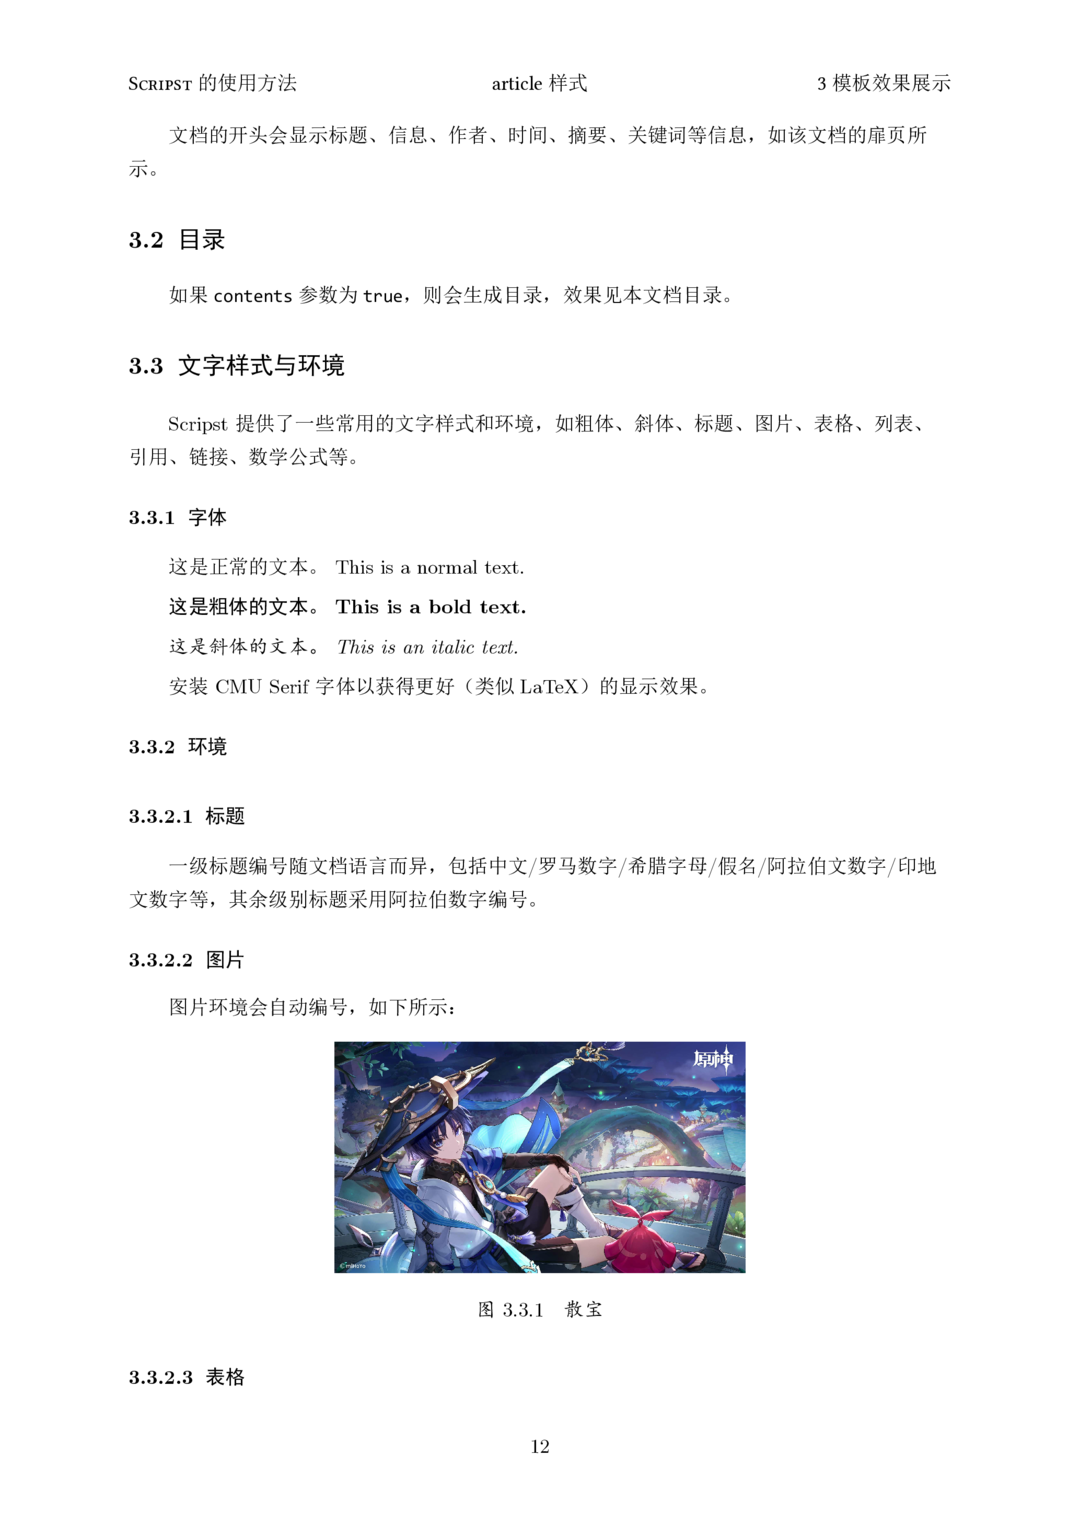 Scripst 的使用方法 article 样式 3 模板效果展示
文档的开头会显示标题、信息、作者、时间、摘要、关键词等信息，如该文档的扉页所
示。
3.2 目录
如果 contents 参数为 true，则会生成目录，效果见本文档目录。
3.3 文字样式与环境
Scripst 提供了一些常用的文字样式和环境，如粗体、斜体、标题、图片、表格、列表、
引用、链接、数学公式等。
3.3.1 字体
这是正常的文本。 This is a normal text.
这是粗体的文本。 This is a bold text.
这是斜体的文本。 This is an italic text.
安装 CMU Serif 字体以获得更好（类似 LaTeX）的显示效果。
3.3.2 环境
3.3.2.1 标题
一级标题编号随文档语言而异，包括中文/罗马数字/希腊字母/假名/阿拉伯文数字/印地
文数字等，其余级别标题采用阿拉伯数字编号。
3.3.2.2 图片
图片环境会自动编号，如下所示：
原神
©miHoYo
图 3.3.1 散宝
3.3.2.3 表格
12